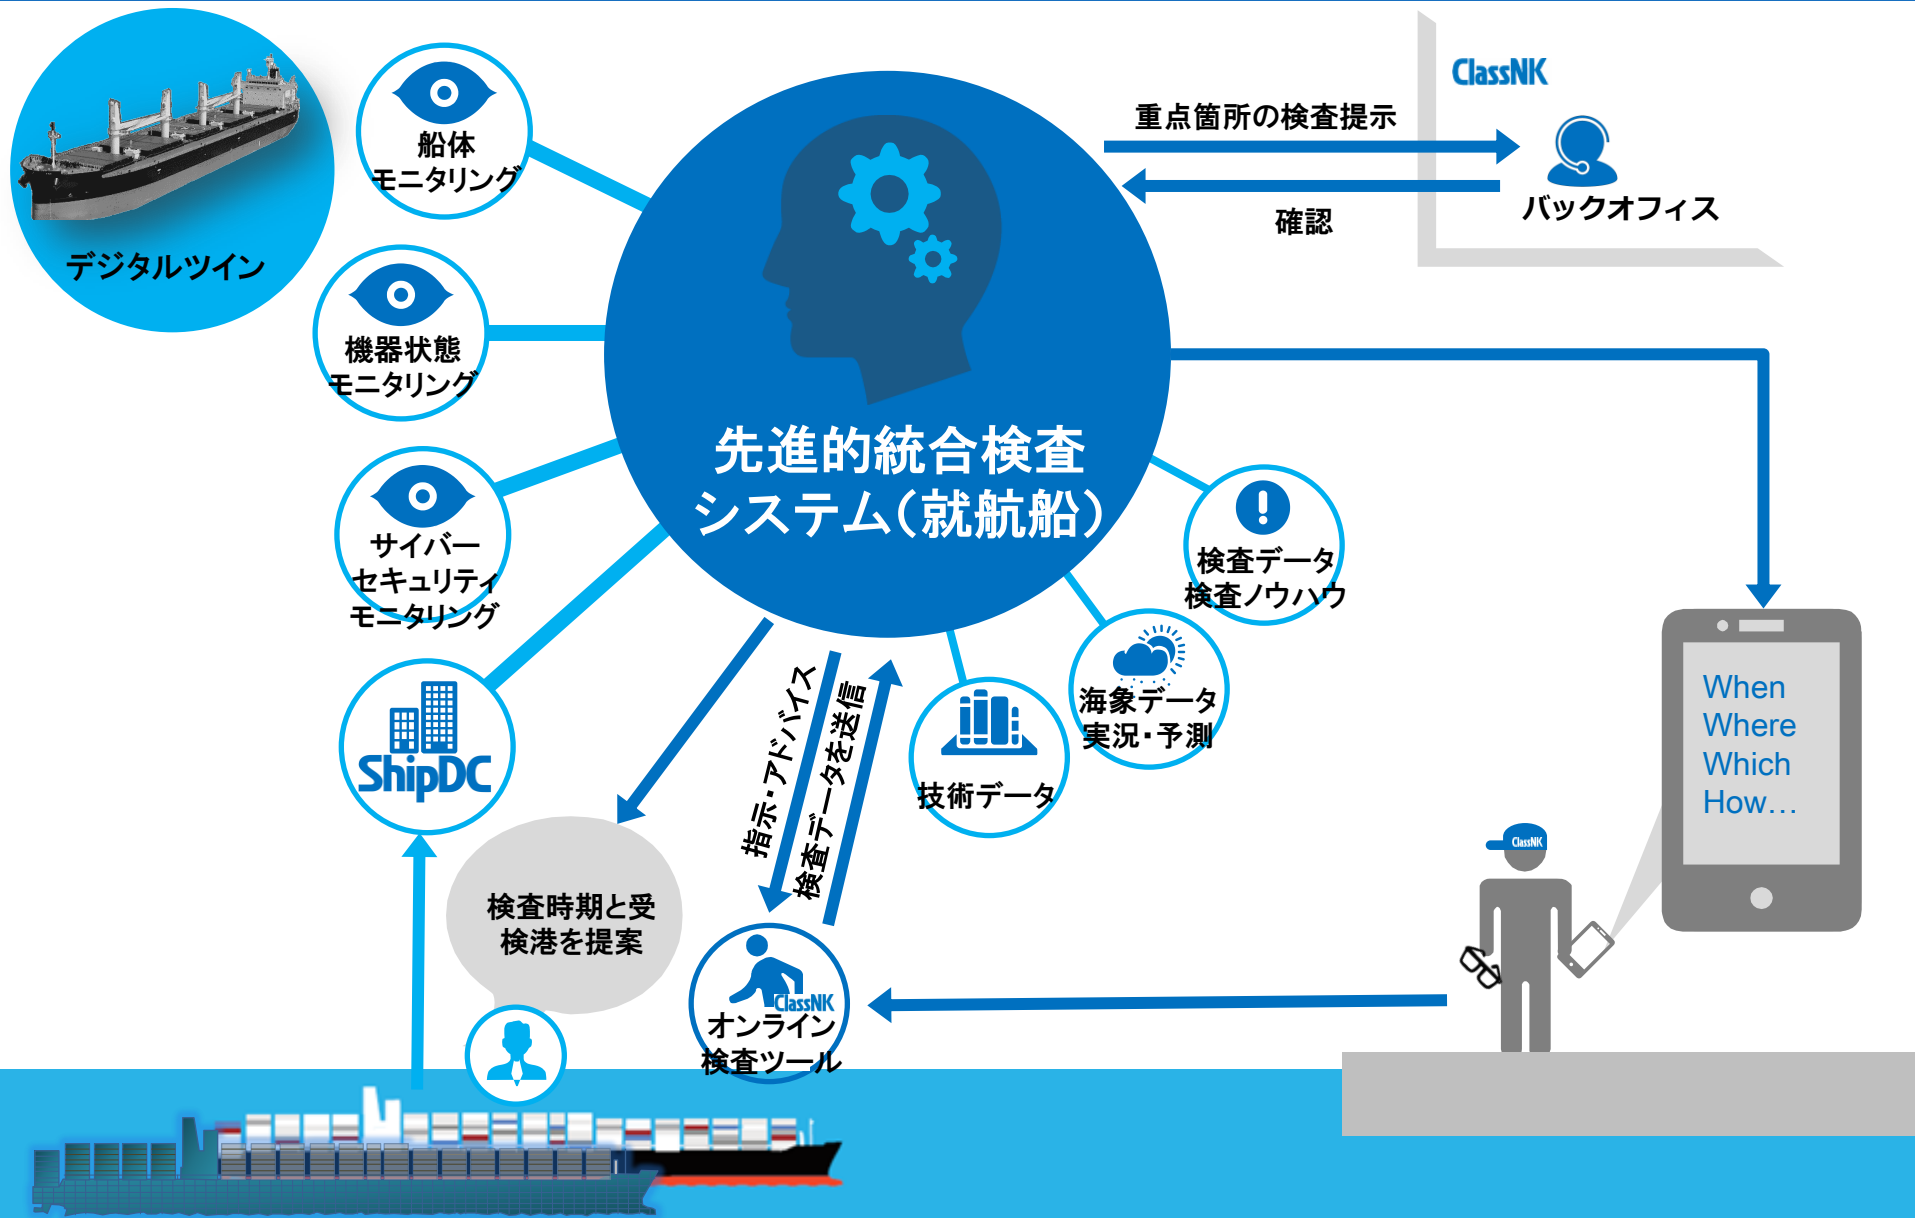 ClassNK
重点箇所の検査提示
確認
バックオフィス
デジタルツイン
船体
モニタリング
機器状態
モニタリング
サイバー
セキュリティ
モニタリング
ShipDC
先進的統合検査
システム(就航船)
検査データ
検査ノウハウ
海象データ
実況・予測
技術データ
指示・アドバイス
検査データを送信
検査時期と受
検港を提案
ClassNK
オンライン
検査ツール
When
Where
Which
How…
ClassNK